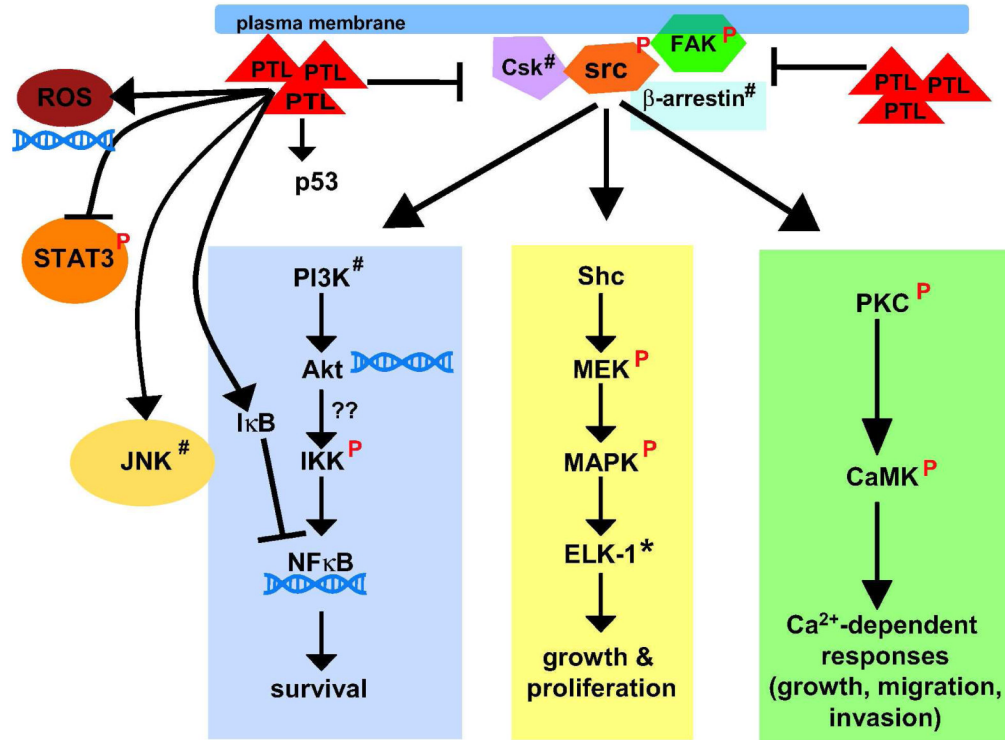 plasma membrane
PTL PTL
PTL
Csk#
src P
FAK P
β-arrestin#
PTL PTL
PTL
ROS
p53
STAT3 P
JNK #
PI3K #
Akt
??
IκB
IKK P
NFκB
survival
Shc
MEK P
MAPK P
ELK-1*
growth &
proliferation
PKC P
CaMK P
Ca²⁺-dependent
responses
(growth, migration,
invasion)